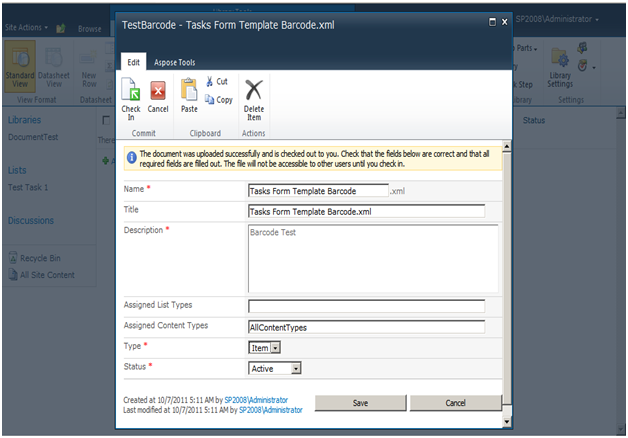 Library Tools
TestBarcode - Tasks Form Template Barcode.xml
SP2008\Administrator
Site Actions
Browse
Edit
Aspose Tools
Standard View
Datasheet View
New Row
Check In
Cancel
Paste
Cut
Copy
Delete Item
Parts
Library Settings
View Format
Datasheet
Commit
Clipboard
Actions
Settings
Libraries
DocumentTest
Lists
Test Task 1
Discussions
Recycle Bin
All Site Content
Status
The document was uploaded successfully and is checked out to you. Check that the fields below are correct and that all
required fields are filled out. The file will not be accessible to other users until you check in.
Name *
Tasks Form Template Barcode .xml
Title
Tasks Form Template Barcode.xml
Description *
Barcode Test
Assigned List Types
Assigned Content Types
AllContentTypes
Type *
Item
Status *
Active
Created at 10/7/2011 5:11 AM by SP2008\Administrator
Last modified at 10/7/2011 5:11 AM by SP2008\Administrator
Save
Cancel